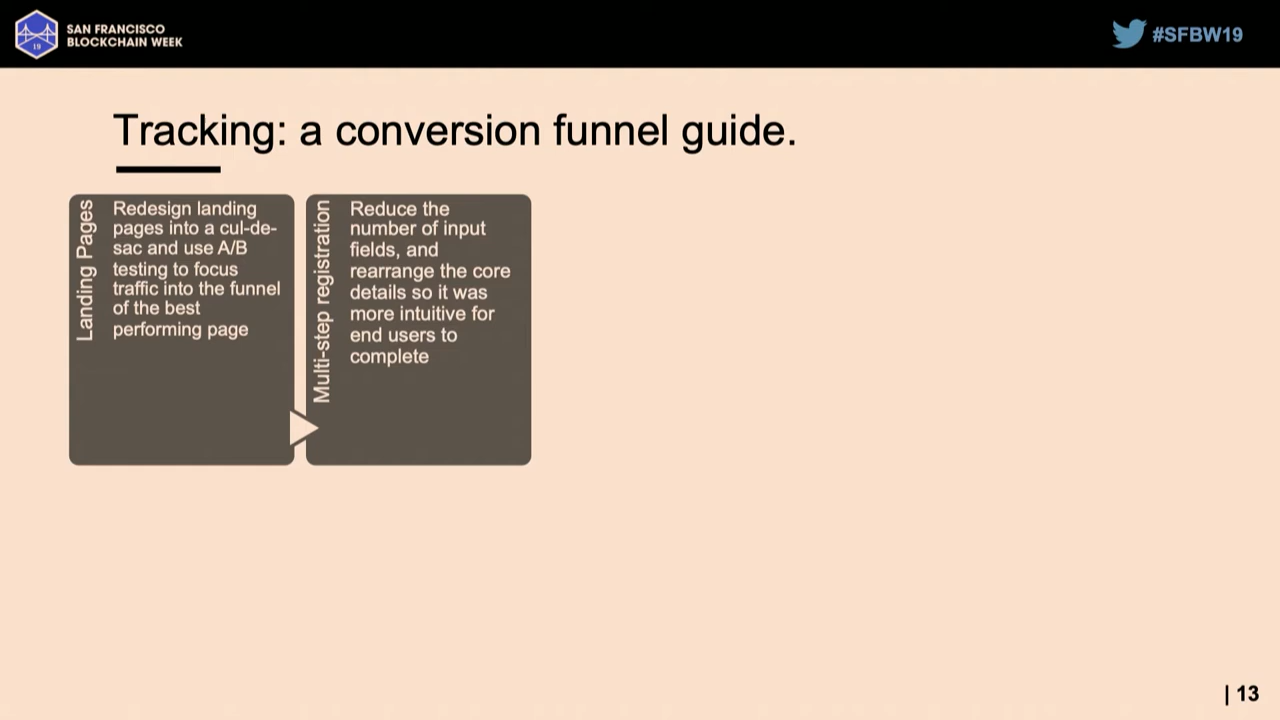 SAN FRANCISCO
BLOCKCHAIN WEEK
19
#SFBW19
Tracking: a conversion funnel guide.
Landing Pages
Redesign landing
pages into a cul-de-
sac and use A/B
testing to focus
traffic into the funnel
of the best
performing page
Multi-step registration
Reduce the
number of input
fields, and
rearrange the core
details so it was
more intuitive for
end users to
complete
| 13